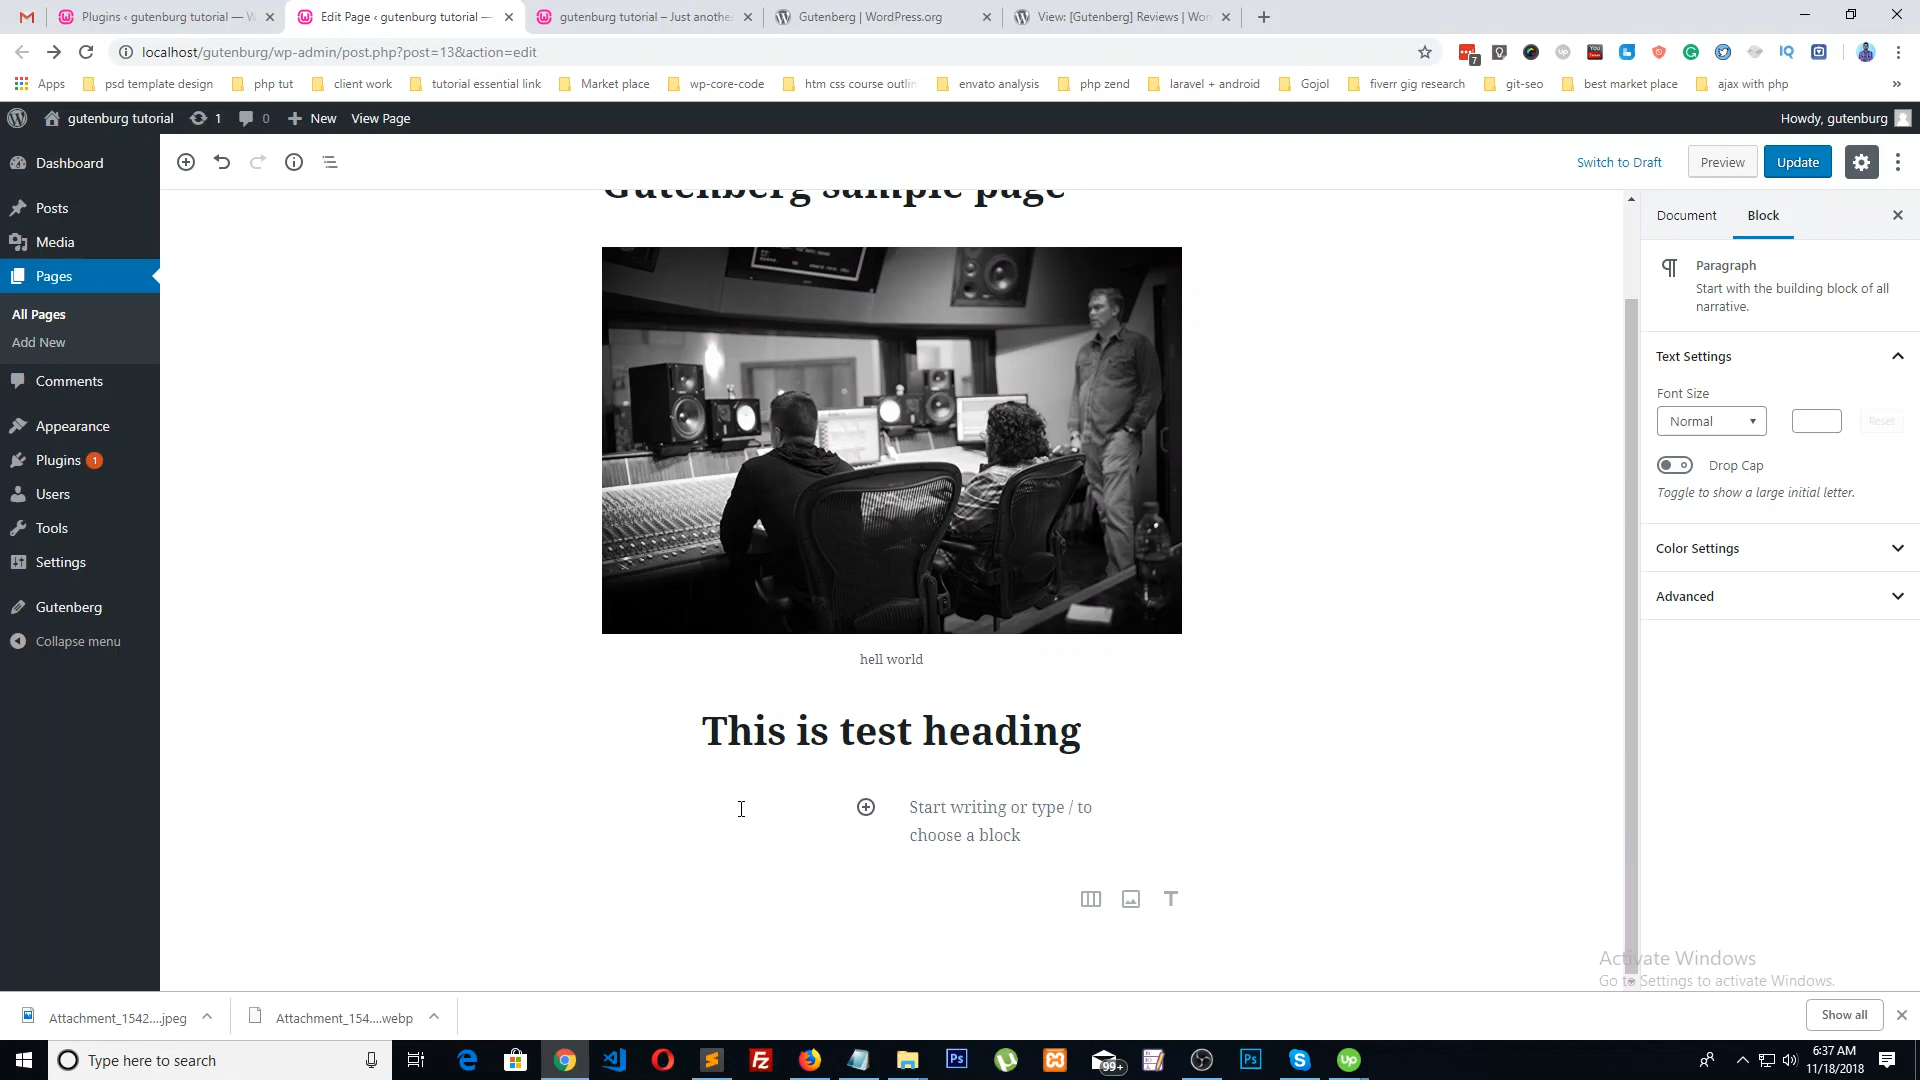 Plugins ‹ gutenburg tutorial — W
Edit Page ‹ gutenburg tutorial —
gutenburg tutorial – Just another
Gutenberg | WordPress.org
View: [Gutenberg] Reviews | Wor
localhost/gutenburg/wp-admin/post.php?post=13&action=edit
7
You
Apps
psd template design
php tut
client work
tutorial essential link
Market place
wp-core-code
htm css course outlin
envato analysis
php zend
laravel + android
Gojol
fiverr gig research
git-seo
best market place
ajax with php
»
gutenburg tutorial
1
0
New
View Page
Howdy, gutenburg
Dashboard
Posts
Media
Pages
All Pages
Add New
Comments
Appearance
Plugins 1
Users
Tools
Settings
Gutenberg
Collapse menu
Switch to Draft
Preview
Update
Gutenberg sample page
hell world
This is test heading
Start writing or type / to
choose a block
Document
Block
Paragraph
Start with the building block of all
narrative.
Text Settings
Font Size
Normal
Reset
Drop Cap
Toggle to show a large initial letter.
Color Settings
Advanced
Activate Windows
Go to Settings to activate Windows.
Attachment_1542....jpeg
Attachment_154....webp
Show all
Type here to search
99+
6:37 AM
11/18/2018